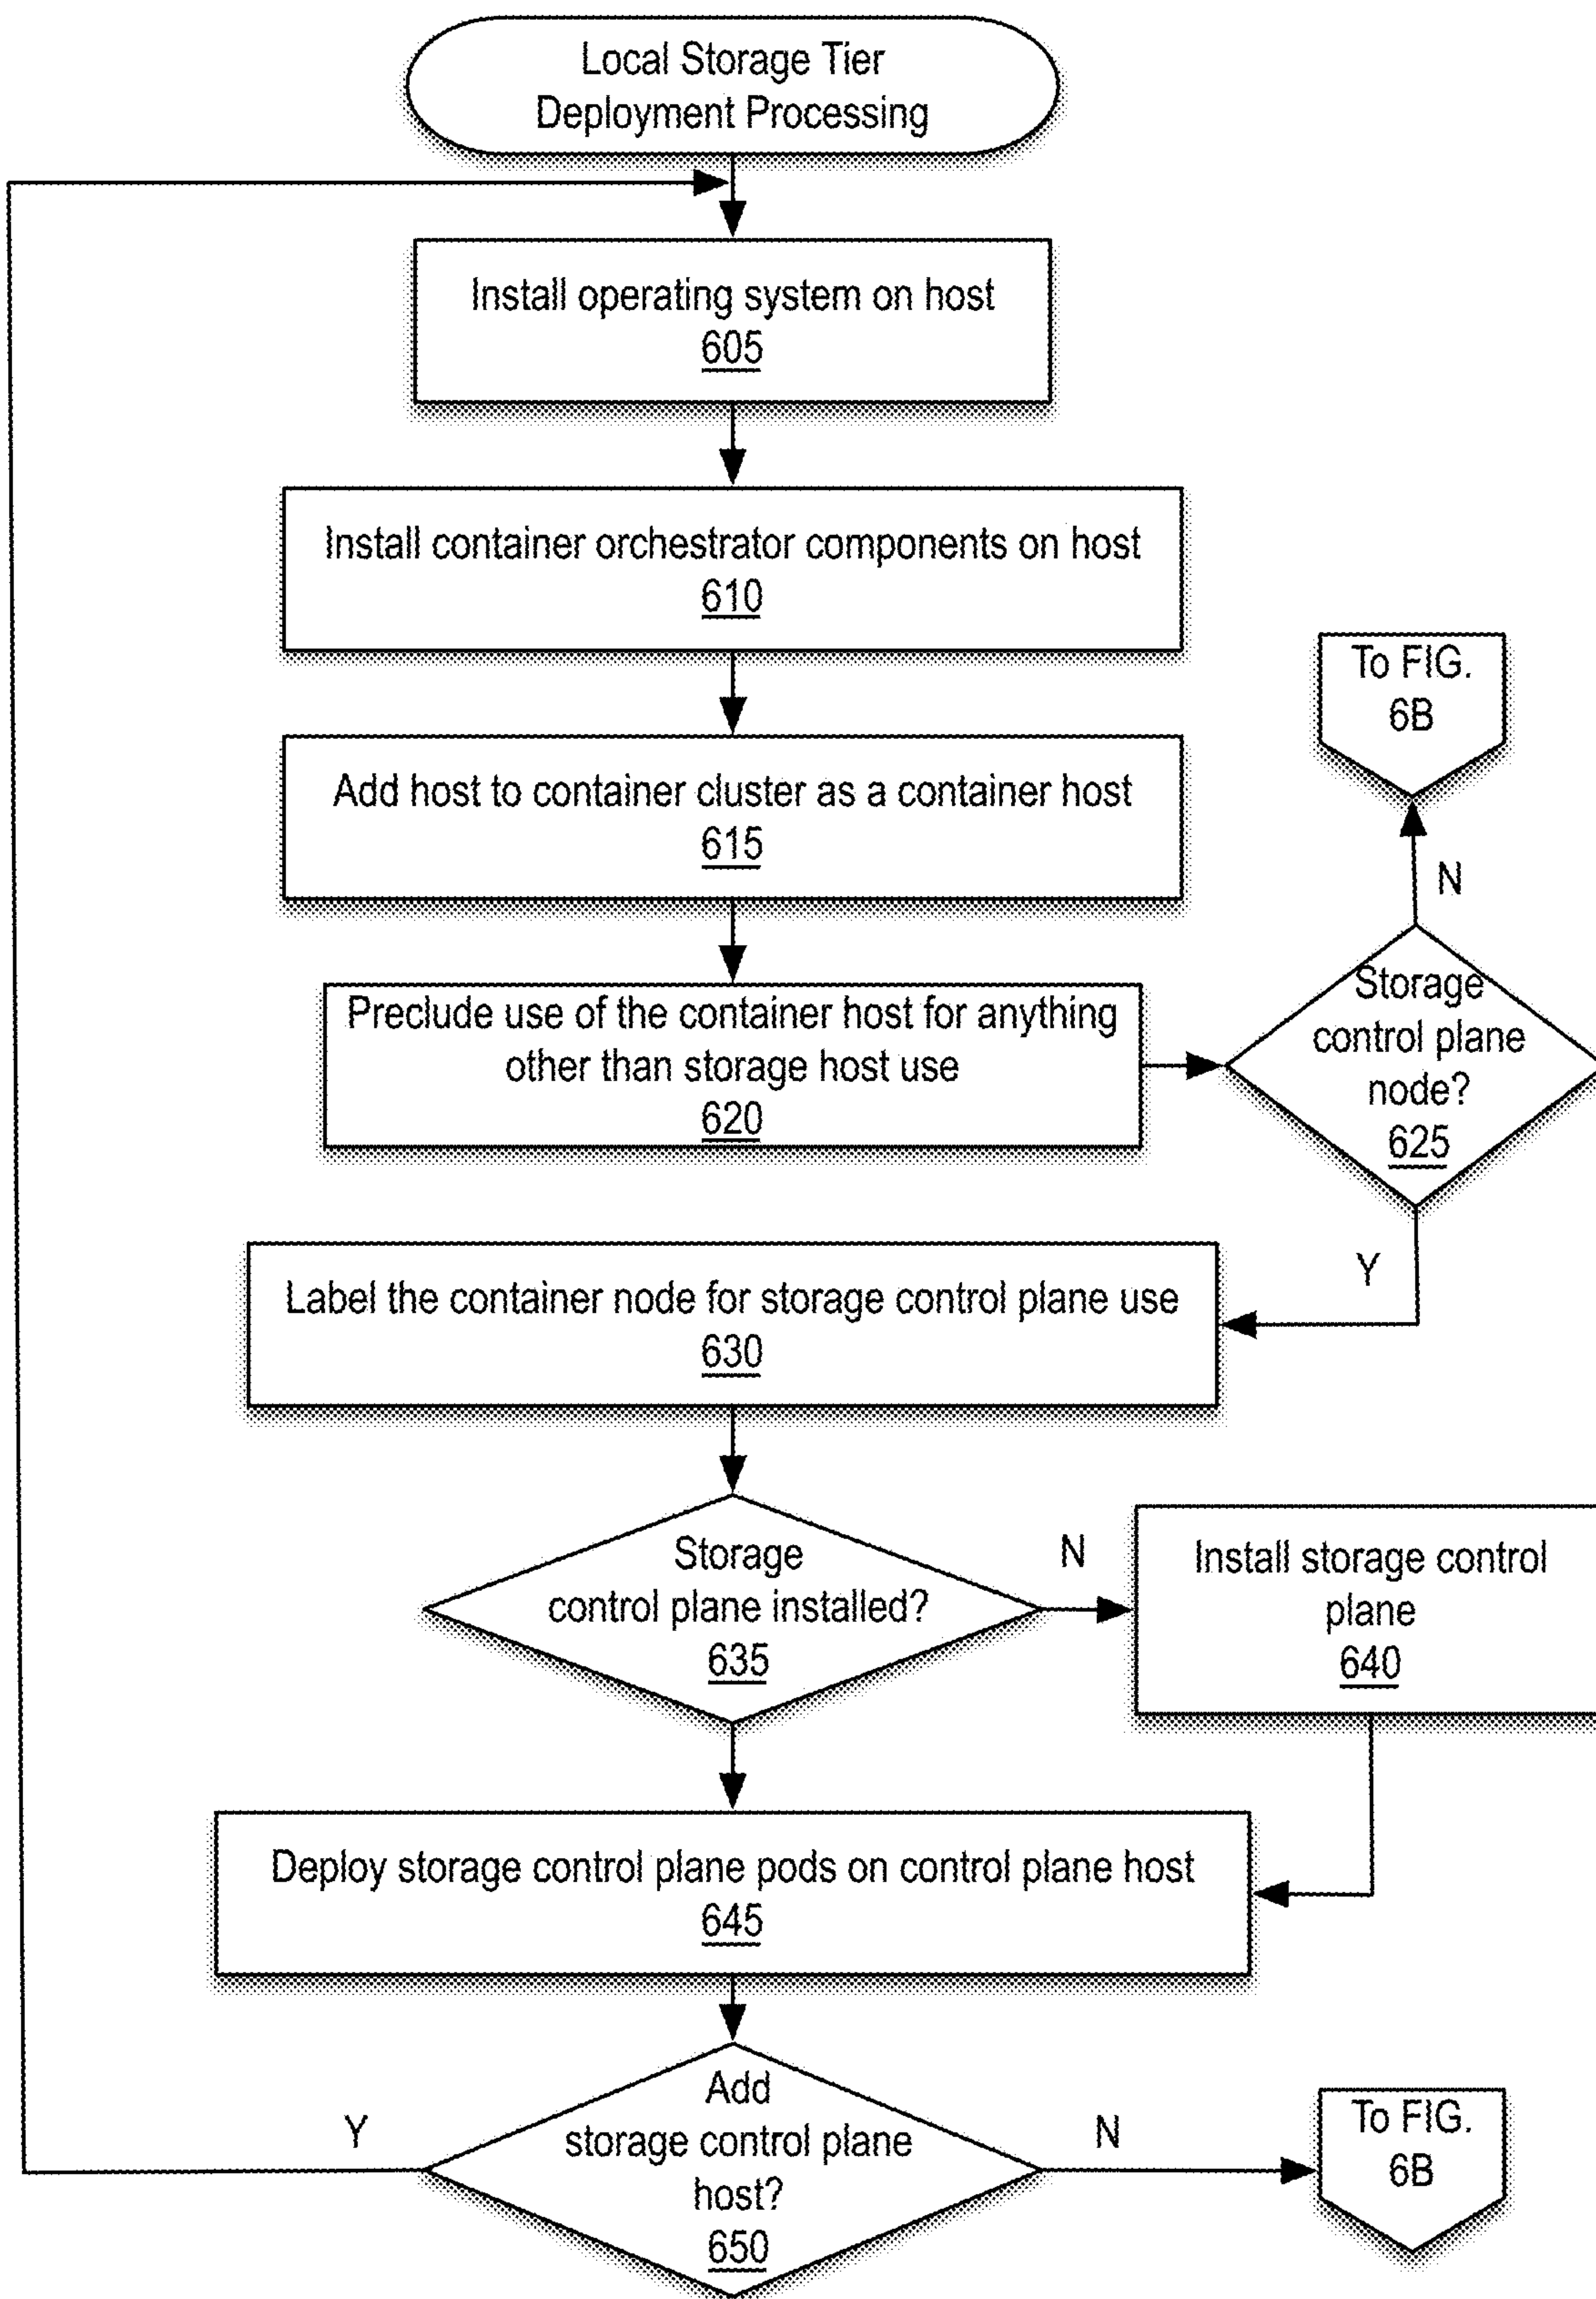 Local Storage Tier
Deployment Processing
Install operating system on host
605
Install container orchestrator components on host
610
To FIG.
6B
Add host to container cluster as a container host
615
N
Preclude use of the container host for anything
other than storage host use
620
Storage
control plane
node?
625
Y
Label the container node for storage control plane use
630
Storage
control plane installed?
635
N
Install storage control
plane
640
Deploy storage control plane pods on control plane host
645
Y
Add
storage control plane
host?
650
N
To FIG.
6B